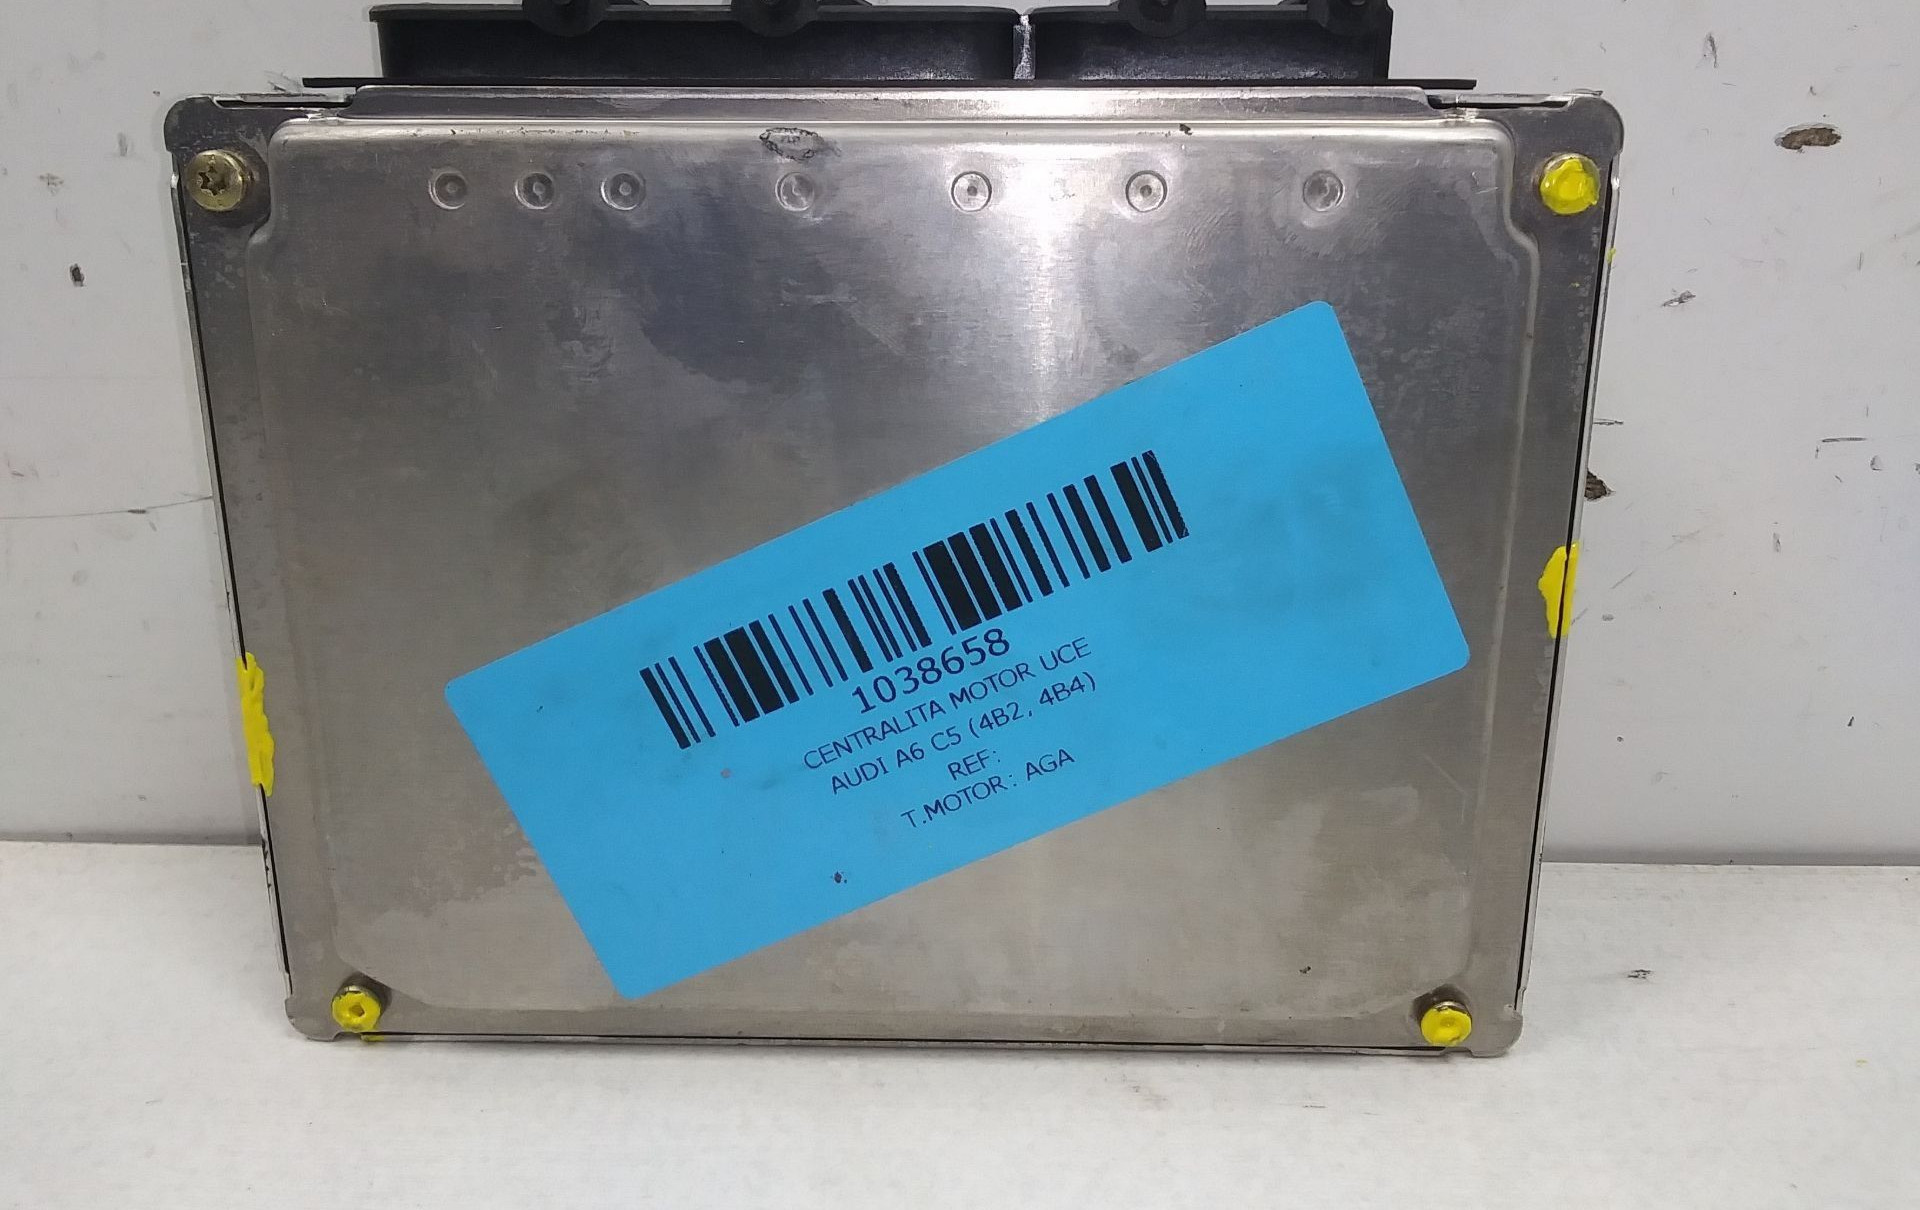 1038658
CENTRALITA MOTOR UCE
AUDI A6 C5 (4B2, 4B4)
REF:
T.MOTOR: AGA